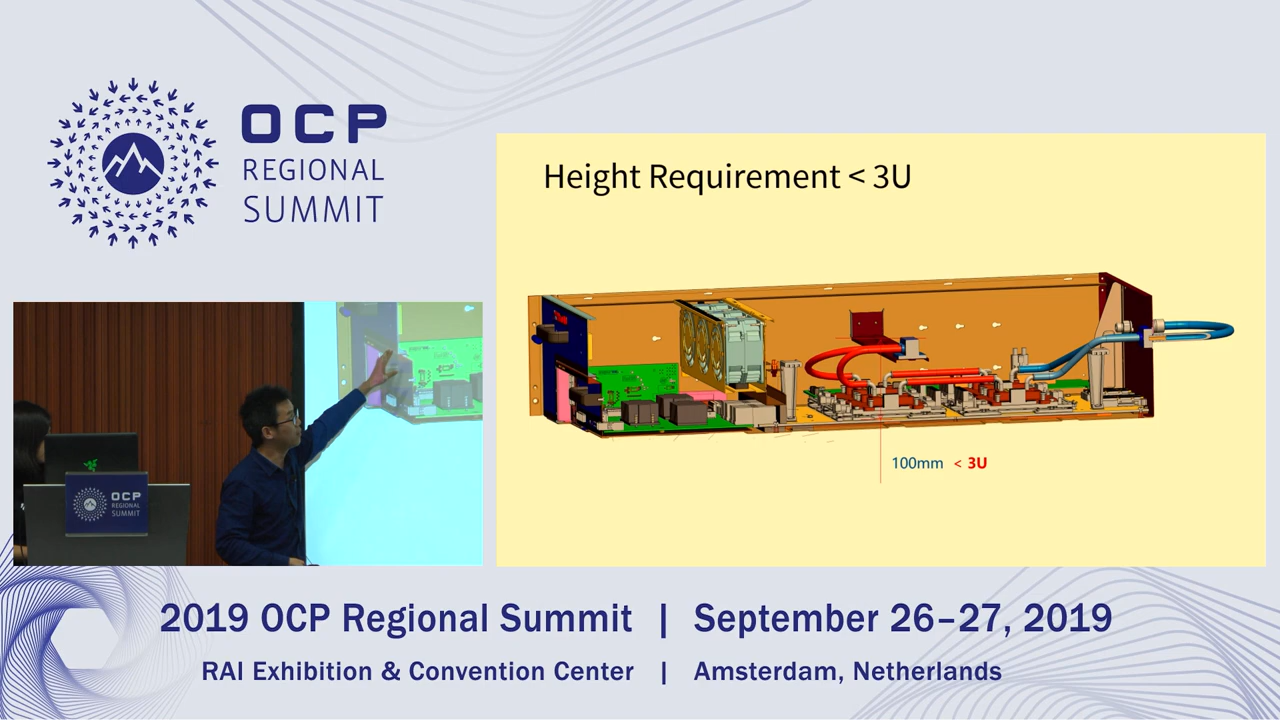 OCP
REGIONAL
SUMMIT
Height Requirement < 3U
100mm < 3U
OCP
REGIONAL
SUMMIT
2019 OCP Regional Summit | September 26–27, 2019
RAI Exhibition & Convention Center | Amsterdam, Netherlands